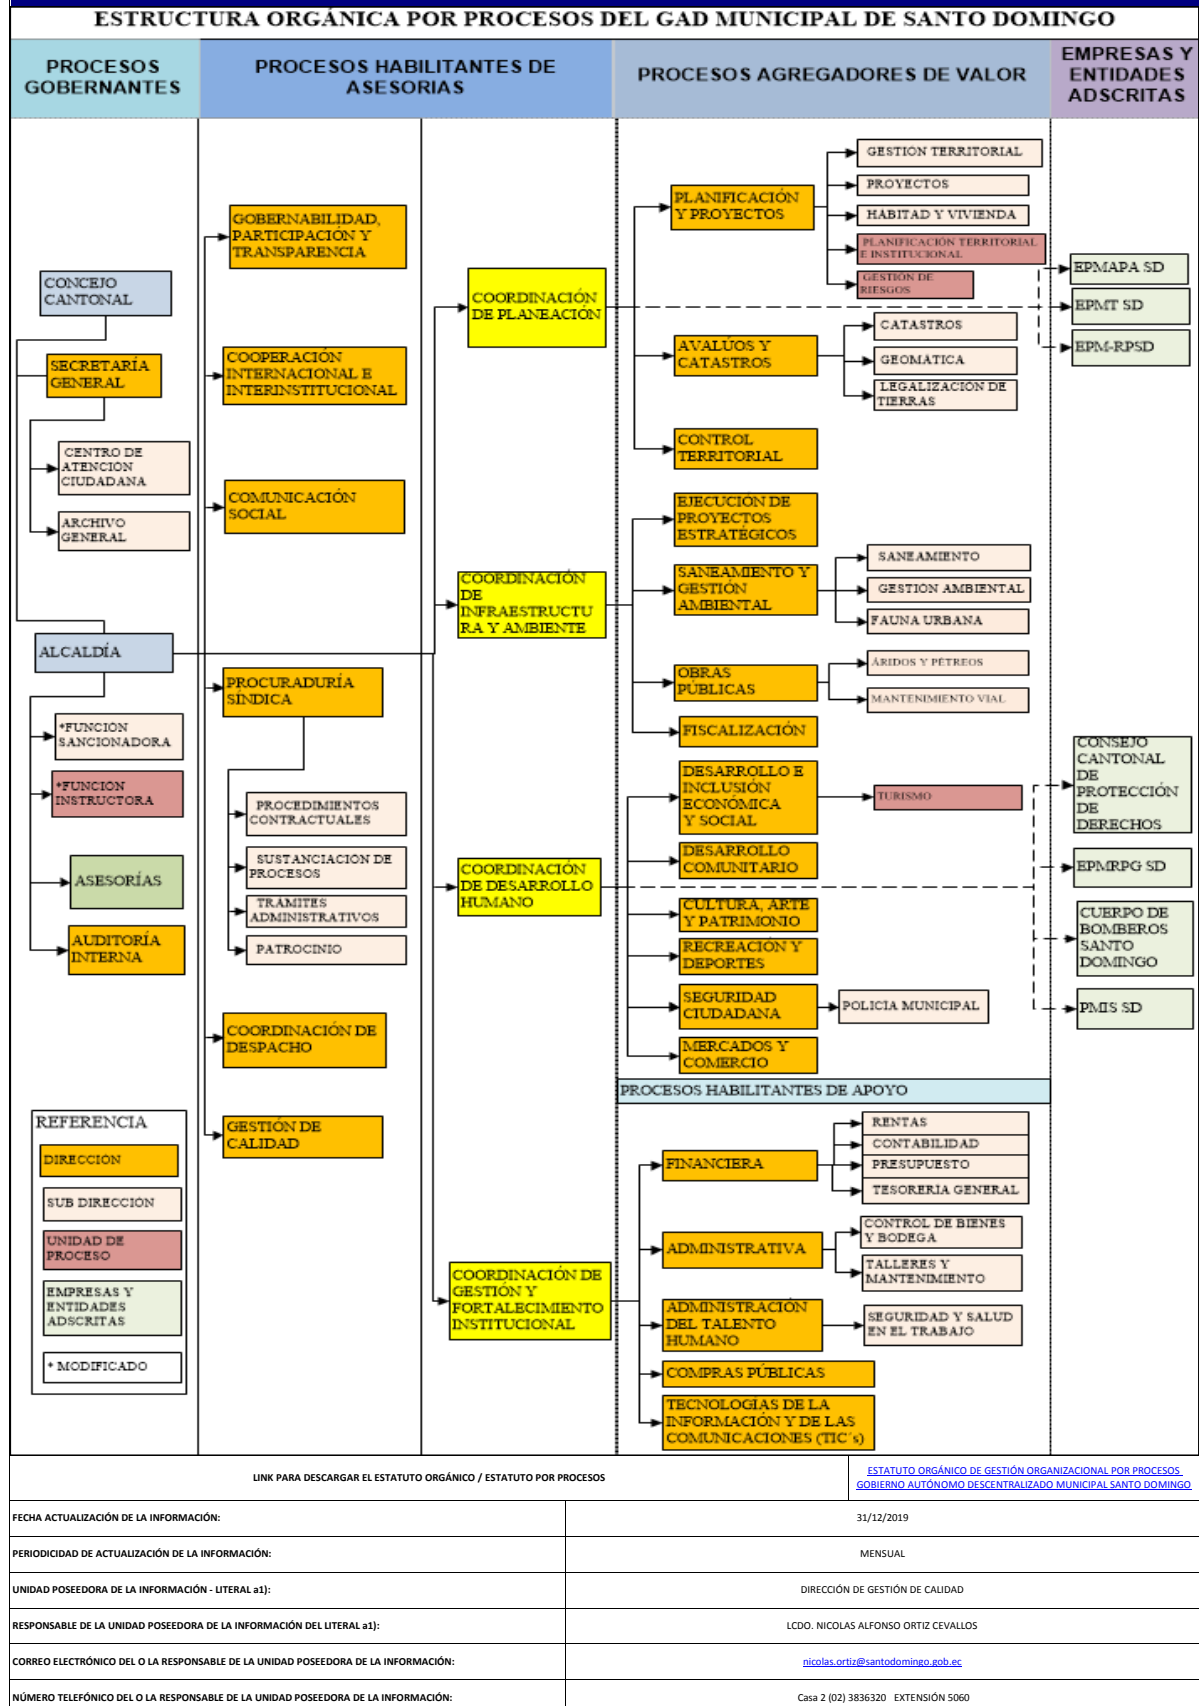 ESTRUCTURA ORGÁNICA POR PROCESOS DEL GAD MUNICIPAL DE SANTO DOMINGO
PROCESOS
GOBERNANTES
PROCESOS HABILITANTES DE
ASESORIAS
PROCESOS AGREGADORES DE VALOR
EMPRESAS Y
ENTIDADES
ADSCRITAS
CONCEJO
CANTONAL
SECRETARÍA
GENERAL
CENTRO DE
ATENCIÓN
CIUDADANA
ARCHIVO
GENERAL
ALCALDÍA
*FUNCIÓN
SANCIONADORA
*FUNCIÓN
INSTRUCTORA
ASESORÍAS
AUDITORÍA
INTERNA
REFERENCIA
DIRECCIÓN
SUB DIRECCIÓN
UNIDAD DE
PROCESO
EMPRESAS Y
ENTIDADES
ADSCRITAS
* MODIFICADO
GOBERNABILIDAD,
PARTICIPACIÓN Y
TRANSPARENCIA
COOPERACIÓN
INTERNACIONAL E
INTERINSTITUCIONAL
COMUNICACIÓN
SOCIAL
PROCURADURÍA
SÍNDICA
PROCEDIMIENTOS
CONTRACTUALES
SUSTANCIACIÓN DE
PROCESOS
TRÁMITES
ADMINISTRATIVOS
PATROCINIO
COORDINACIÓN DE
DESPACHO
GESTIÓN DE
CALIDAD
COORDINACIÓN
DE PLANEACIÓN
COORDINACIÓN
DE
INFRAESTRUCTU
RA Y AMBIENTE
COORDINACIÓN
DE DESARROLLO
HUMANO
COORDINACIÓN DE
GESTIÓN Y
FORTALECIMIENTO
INSTITUCIONAL
PLANIFICACIÓN
Y PROYECTOS
GESTIÓN TERRITORIAL
PROYECTOS
HABITAD Y VIVIENDA
PLANIFICACIÓN TERRITORIAL
E INSTITUCIONAL
GESTIÓN DE
RIESGOS
AVALÚOS Y
CATASTROS
CATASTROS
GEOMATICA
LEGALIZACIÓN DE
TIERRAS
CONTROL
TERRITORIAL
EJECUCIÓN DE
PROYECTOS
ESTRATÉGICOS
SANEAMIENTO Y
GESTIÓN
AMBIENTAL
SANEAMIENTO
GESTIÓN AMBIENTAL
FAUNA URBANA
OBRAS
PÚBLICAS
ÁRIDOS Y PÉTREOS
MANTENIMIENTO VIAL
FISCALIZACIÓN
DESARROLLO E
INCLUSIÓN
ECONÓMICA
Y SOCIAL
TURISMO
DESARROLLO
COMUNITARIO
CULTURA, ARTE
Y PATRIMONIO
RECREACIÓN Y
DEPORTES
SEGURIDAD
CIUDADANA
POLICIA MUNICIPAL
MERCADOS Y
COMERCIO
PROCESOS HABILITANTES DE APOYO
FINANCIERA
RENTAS
CONTABILIDAD
PRESUPUESTO
TESORERÍA GENERAL
ADMINISTRATIVA
CONTROL DE BIENES
Y BODEGA
TALLERES Y
MANTENIMIENTO
ADMINISTRACIÓN
DEL TALENTO
HUMANO
SEGURIDAD Y SALUD
EN EL TRABAJO
COMPRAS PÚBLICAS
TECNOLOGÍAS DE LA
INFORMACIÓN Y DE LAS
COMUNICACIONES (TIC´s)
EPMAPA SD
EPMT SD
EPM-RPSD
CONSEJO
CANTONAL
DE
PROTECCIÓN
DE
DERECHOS
EPMRPG SD
CUERPO DE
BOMBEROS
SANTO
DOMINGO
PMIS SD
LINK PARA DESCARGAR EL ESTATUTO ORGÁNICO / ESTATUTO POR PROCESOS
ESTATUTO ORGÁNICO DE GESTIÓN ORGANIZACIONAL POR PROCESOS
GOBIERNO AUTÓNOMO DESCENTRALIZADO MUNICIPAL SANTO DOMINGO
FECHA ACTUALIZACIÓN DE LA INFORMACIÓN: 31/12/2019
PERIODICIDAD DE ACTUALIZACIÓN DE LA INFORMACIÓN: MENSUAL
UNIDAD POSEEDORA DE LA INFORMACIÓN - LITERAL a1): DIRECCIÓN DE GESTIÓN DE CALIDAD
RESPONSABLE DE LA UNIDAD POSEEDORA DE LA INFORMACIÓN DEL LITERAL a1): LCDO. NICOLAS ALFONSO ORTIZ CEVALLOS
CORREO ELECTRÓNICO DEL O LA RESPONSABLE DE LA UNIDAD POSEEDORA DE LA INFORMACIÓN: nicolas.ortiz@santodomingo.gob.ec
NÚMERO TELEFÓNICO DEL O LA RESPONSABLE DE LA UNIDAD POSEEDORA DE LA INFORMACIÓN: Casa 2 (02) 3836320 EXTENSIÓN 5060